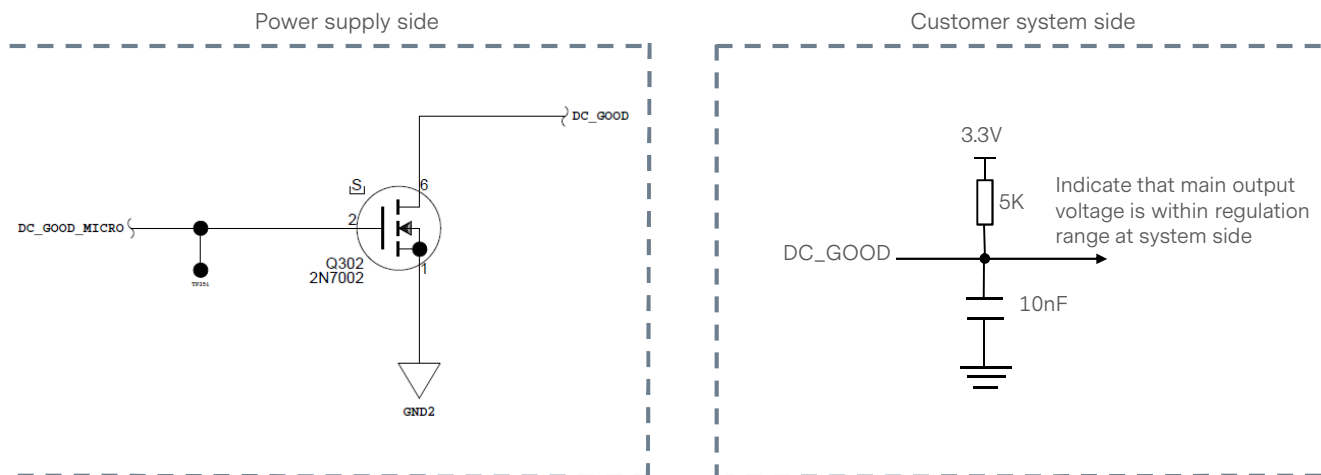 Power supply side
Customer system side
DC_GOOD
3.3V
S
6
5K
Indicate that main output
voltage is within regulation
range at system side
2
DC_GOOD_MICRO
DC_GOOD
Q302
2N7002
1
10nF
GND2